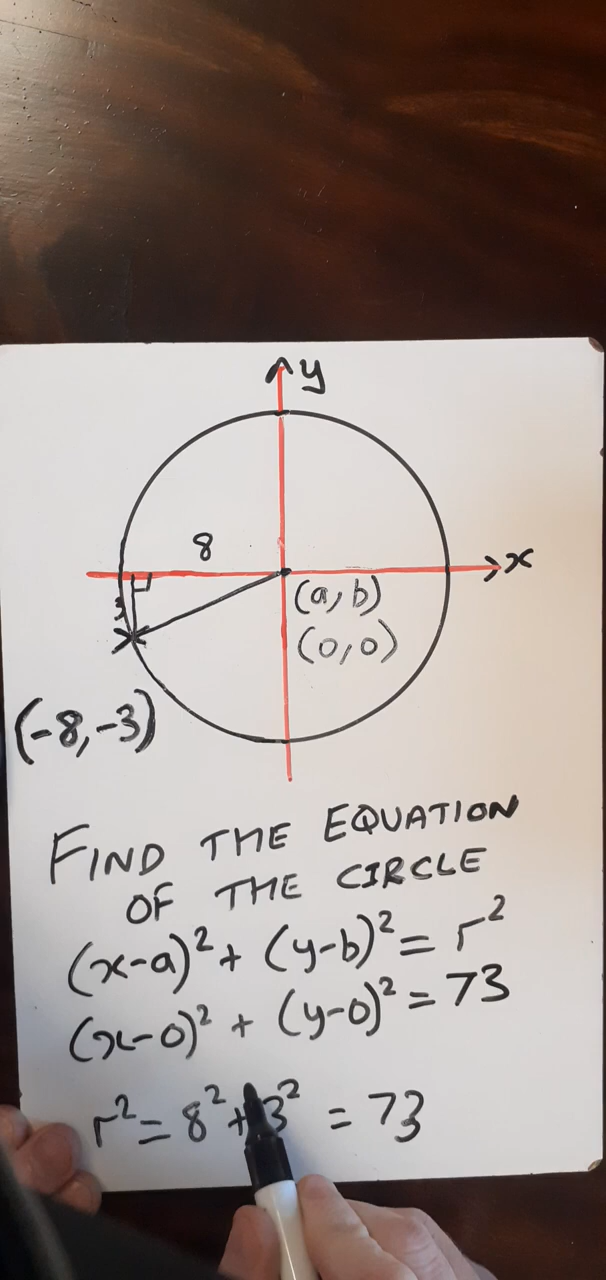 y
8
x
3
(a,b)
(0,0)
(-8,-3)
FIND THE EQUATION
OF THE CIRCLE
(x-a)²+(y-b)²=r²
(x-0)²+(y-0)²=73
r²=8²+3²=73